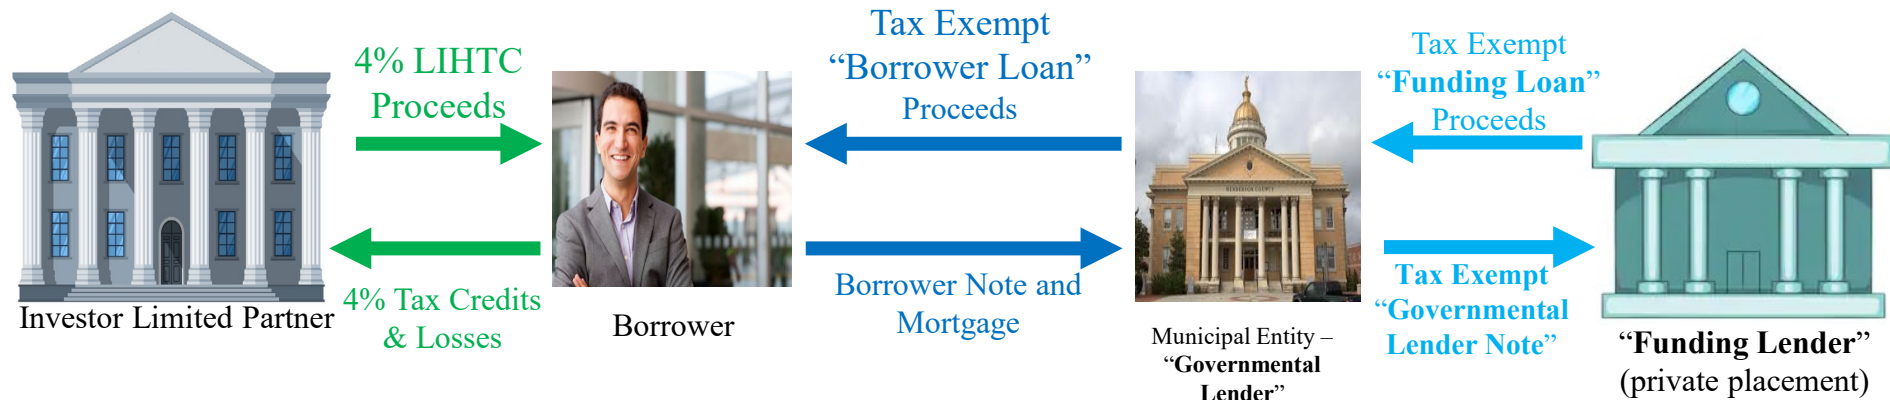 4% LIHTC
Proceeds
4% Tax Credits
& Losses
Investor Limited Partner
Borrower
Tax Exempt
“Borrower Loan”
Proceeds
Borrower Note and
Mortgage
HENDERSON COUNTY
Municipal Entity –
“Governmental
Lender”
Tax Exempt
“Funding Loan”
Proceeds
Tax Exempt
“Governmental
Lender Note”
“Funding Lender”
(private placement)